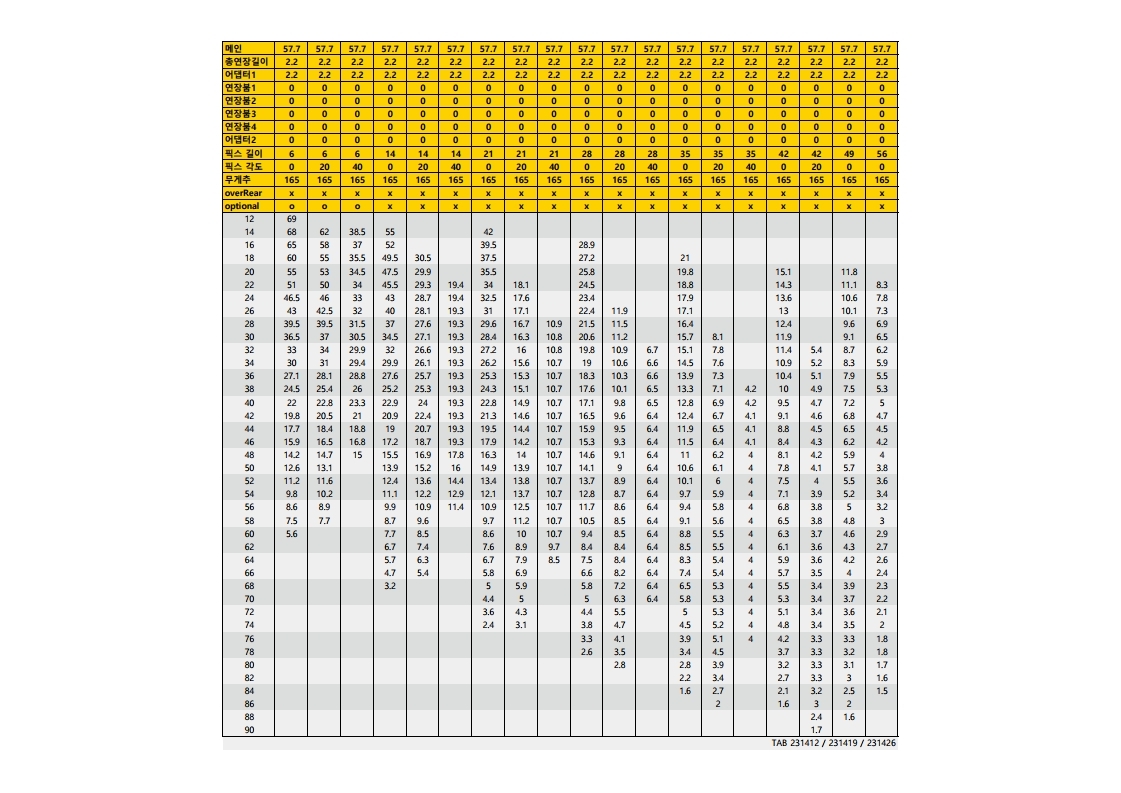 메인 57.7 57.7 57.7 57.7 57.7 57.7 57.7 57.7 57.7 57.7 57.7 57.7 57.7 57.7 57.7 57.7 57.7 57.7 57.7
총연장길이 2.2 2.2 2.2 2.2 2.2 2.2 2.2 2.2 2.2 2.2 2.2 2.2 2.2 2.2 2.2 2.2 2.2 2.2 2.2
어댑터1 2.2 2.2 2.2 2.2 2.2 2.2 2.2 2.2 2.2 2.2 2.2 2.2 2.2 2.2 2.2 2.2 2.2 2.2 2.2
연장붐1 0 0 0 0 0 0 0 0 0 0 0 0 0 0 0 0 0 0 0
연장붐2 0 0 0 0 0 0 0 0 0 0 0 0 0 0 0 0 0 0 0
연장붐3 0 0 0 0 0 0 0 0 0 0 0 0 0 0 0 0 0 0 0
연장붐4 0 0 0 0 0 0 0 0 0 0 0 0 0 0 0 0 0 0 0
어댑터2 0 0 0 0 0 0 0 0 0 0 0 0 0 0 0 0 0 0 0
픽스 길이 6 6 6 14 14 14 21 21 21 28 28 28 35 35 35 42 42 49 56
픽스 각도 0 20 40 0 20 40 0 20 40 0 20 40 0 20 40 0 20 0 0
무게추 165 165 165 165 165 165 165 165 165 165 165 165 165 165 165 165 165 165 165
overRear x x x x x x x x x x x x x x x x x x x
optional o o o x x x x x x x x x x x x x x x x
12 69
14 68 62 38.5 55 42
16 65 58 37 52 39.5 28.9
18 60 55 35.5 49.5 30.5 37.5 27.2 21
20 55 53 34.5 47.5 29.9 35.5 25.8 19.8 15.1 11.8
22 51 50 34 45.5 29.3 19.4 34 18.1 24.5 18.8 14.3 11.1 8.3
24 46.5 46 33 43 28.7 19.4 32.5 17.6 23.4 17.9 13.6 10.6 7.8
26 43 42.5 32 40 28.1 19.3 31 17.1 22.4 11.9 17.1 13 10.1 7.3
28 39.5 39.5 31.5 37 27.6 19.3 29.6 16.7 10.9 21.5 11.5 16.4 12.4 9.6 6.9
30 36.5 37 30.5 34.5 27.1 19.3 28.4 16.3 10.8 20.6 11.2 15.7 8.1 11.9 9.1 6.5
32 33 34 29.9 32 26.6 19.3 27.2 16 10.8 19.8 10.9 6.7 15.1 7.8 11.4 5.4 8.7 6.2
34 30 31 29.4 29.9 26.1 19.3 26.2 15.6 10.7 19 10.6 6.6 14.5 7.6 10.9 5.2 8.3 5.9
36 27.1 28.1 28.8 27.6 25.7 19.3 25.3 15.3 10.7 18.3 10.3 6.6 13.9 7.3 10.4 5.1 7.9 5.5
38 24.5 25.4 26 25.2 25.3 19.3 24.3 15.1 10.7 17.6 10.1 6.5 13.3 7.1 4.2 10 4.9 7.5 5.3
40 22 22.8 23.3 22.9 24 19.3 22.8 14.9 10.7 17.1 9.8 6.5 12.8 6.9 4.2 9.5 4.7 7.2 5
42 19.8 20.5 21 20.9 22.4 19.3 21.3 14.6 10.7 16.5 9.6 6.4 12.4 6.7 4.1 9.1 4.6 6.8 4.7
44 17.7 18.4 18.8 19 20.7 19.3 19.5 14.4 10.7 15.9 9.5 6.4 11.9 6.5 4.1 8.8 4.5 6.5 4.5
46 15.9 16.5 16.8 17.2 18.7 19.3 17.9 14.2 10.7 15.3 9.3 6.4 11.5 6.4 4.1 8.4 4.3 6.2 4.2
48 14.2 14.7 15 15.5 16.9 17.8 16.3 14 10.7 14.6 9.1 6.4 11 6.2 4 8.1 4.2 5.9 4
50 12.6 13.1 13.9 15.2 16 14.9 13.9 10.7 14.1 9 6.4 10.6 6.1 4 7.8 4.1 5.7 3.8
52 11.2 11.6 12.4 13.6 14.4 13.4 13.8 10.7 13.7 8.9 6.4 10.1 6 4 7.5 4 5.5 3.6
54 9.8 10.2 11.1 12.2 12.9 12.1 13.7 10.7 12.8 8.7 6.4 9.7 5.9 4 7.1 3.9 5.2 3.4
56 8.6 8.9 9.9 10.9 11.4 10.9 12.5 10.7 11.7 8.6 6.4 9.4 5.8 4 6.8 3.8 5 3.2
58 7.5 7.7 8.7 9.6 9.7 11.2 10.7 10.5 8.5 6.4 9.1 5.6 4 6.5 3.8 4.8 3
60 5.6 7.7 8.5 8.6 10 10.7 9.4 8.5 6.4 8.8 5.5 4 6.3 3.7 4.6 2.9
62 6.7 7.4 7.6 8.9 9.7 8.4 8.4 6.4 8.5 5.5 4 6.1 3.6 4.3 2.7
64 5.7 6.3 6.7 7.9 8.5 7.5 8.4 6.4 8.3 5.4 4 5.9 3.6 4.2 2.6
66 4.7 5.4 5.8 6.9 6.6 8.2 6.4 7.4 5.4 4 5.7 3.5 4 2.4
68 3.2 5 5.9 5.8 7.2 6.4 6.5 5.3 4 5.5 3.4 3.9 2.3
70 4.4 5 5 6.3 6.4 5.8 5.3 4 5.3 3.4 3.7 2.2
72 3.6 4.3 4.4 5.5 5 5.3 4 5.1 3.4 3.6 2.1
74 2.4 3.1 3.8 4.7 4.5 5.2 4 4.8 3.4 3.5 2
76 3.3 4.1 3.9 5.1 4 4.2 3.3 3.3 1.8
78 2.6 3.5 3.4 4.5 3.7 3.3 3.2 1.8
80 2.8 2.8 3.9 3.2 3.3 3.1 1.7
82 2.2 3.4 2.7 3.3 3 1.6
84 1.6 2.7 2.1 3.2 2.5 1.5
86 2 1.6 3 2
88 2.4 1.6
90 1.7
TAB 231412 / 231419 / 231426